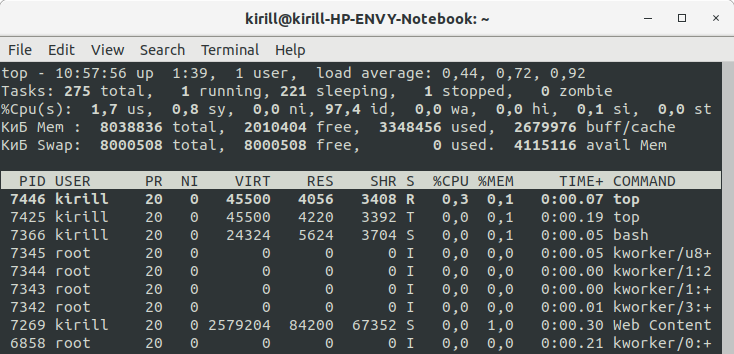 kirill@kirill-HP-ENVY-Notebook: ~
File Edit View Search Terminal Help
top - 10:57:56 up  1:39,  1 user,  load average: 0,44, 0,72, 0,92
Tasks: 275 total,   1 running, 221 sleeping,   1 stopped,   0 zombie
%Cpu(s):  1,7 us,  0,8 sy,  0,0 ni, 97,4 id,  0,0 wa,  0,0 hi,  0,1 si,  0,0 st
КиБ Mem :  8038836 total,  2010404 free,  3348456 used,  2679976 buff/cache
КиБ Swap:  8000508 total,  8000508 free,        0 used.  4115116 avail Mem
PID USER      PR  NI    VIRT    RES    SHR S  %CPU %MEM     TIME+ COMMAND
7446 kirill    20   0   45500   4056   3408 R   0,3  0,1   0:00.07 top
7425 kirill    20   0   45500   4220   3392 T   0,0  0,1   0:00.19 top
7366 kirill    20   0   24324   5624   3704 S   0,0  0,1   0:00.05 bash
7345 root      20   0       0      0      0 I   0,0  0,0   0:00.05 kworker/u8+
7344 root      20   0       0      0      0 I   0,0  0,0   0:00.00 kworker/1:2
7343 root      20   0       0      0      0 I   0,0  0,0   0:00.00 kworker/1:+
7342 root      20   0       0      0      0 I   0,0  0,0   0:00.01 kworker/3:+
7269 kirill    20   0 2579204  84200  67352 S   0,0  1,0   0:00.30 Web Content
6858 root      20   0       0      0      0 I   0,0  0,0   0:00.21 kworker/0:+